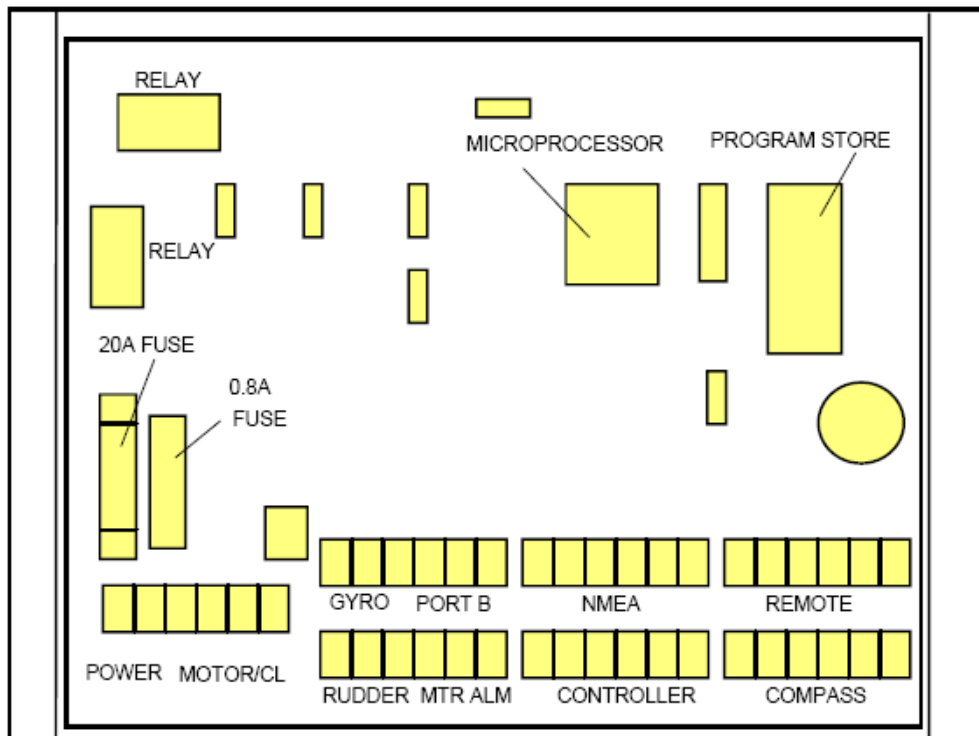 RELAY
MICROPROCESSOR
PROGRAM STORE
RELAY
20A FUSE
0.8A
FUSE
GYRO PORT B NMEA REMOTE
POWER MOTOR/CL
RUDDER MTR ALM CONTROLLER COMPASS